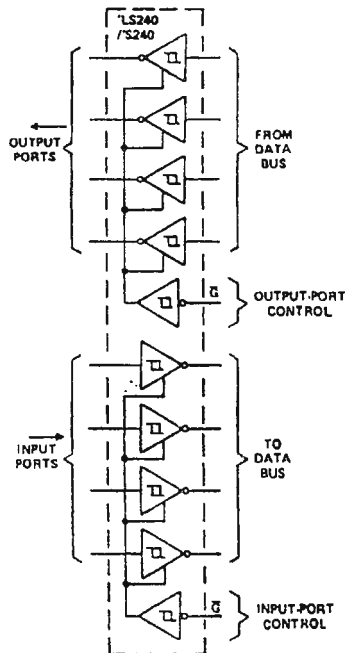 'LS240
/'S240
OUTPUT
PORTS
FROM
DATA
BUS
G
OUTPUT-PORT
CONTROL
INPUT
PORTS
TO
DATA
BUS
G
INPUT-PORT
CONTROL